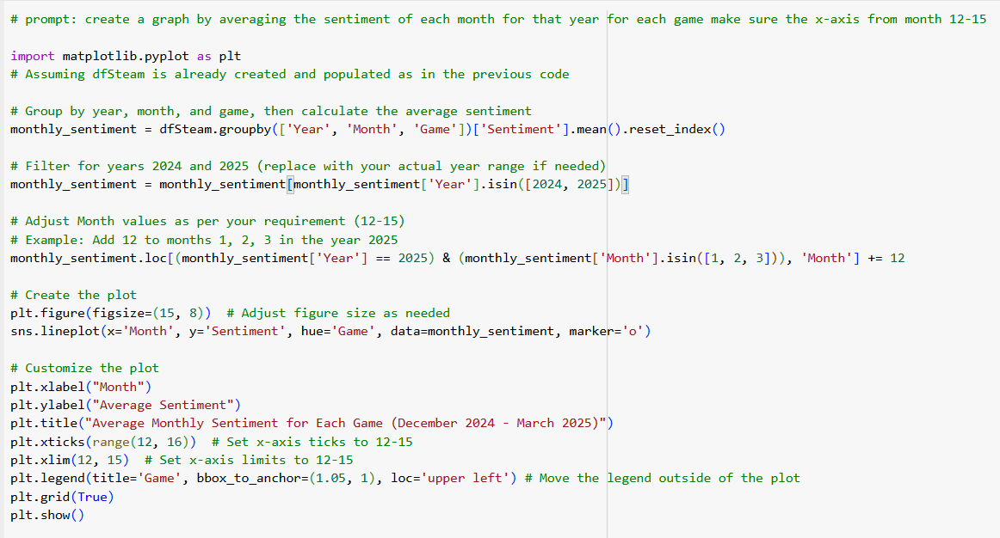 # prompt: create a graph by averaging the sentiment of each month for that year for each game make sure the x-axis from month 12-15
import matplotlib.pyplot as plt
# Assuming dfSteam is already created and populated as in the previous code
# Group by year, month, and game, then calculate the average sentiment
monthly_sentiment = dfSteam.groupby(['Year', 'Month', 'Game'])['Sentiment'].mean().reset_index()
# Filter for years 2024 and 2025 (replace with your actual year range if needed)
monthly_sentiment = monthly_sentiment[monthly_sentiment['Year'].isin([2024, 2025])]
# Adjust Month values as per your requirement (12-15)
# Example: Add 12 to months 1, 2, 3 in the year 2025
monthly_sentiment.loc[(monthly_sentiment['Year'] == 2025) & (monthly_sentiment['Month'].isin([1, 2, 3])), 'Month'] += 12
# Create the plot
plt.figure(figsize=(15, 8))  # Adjust figure size as needed
sns.lineplot(x='Month', y='Sentiment', hue='Game', data=monthly_sentiment, marker='o')
# Customize the plot
plt.xlabel("Month")
plt.ylabel("Average Sentiment")
plt.title("Average Monthly Sentiment for Each Game (December 2024 - March 2025)")
plt.xticks(range(12, 16))  # Set x-axis ticks to 12-15
plt.xlim(12, 15)  # Set x-axis limits to 12-15
plt.legend(title='Game', bbox_to_anchor=(1.05, 1), loc='upper left') # Move the legend outside of the plot
plt.grid(True)
plt.show()